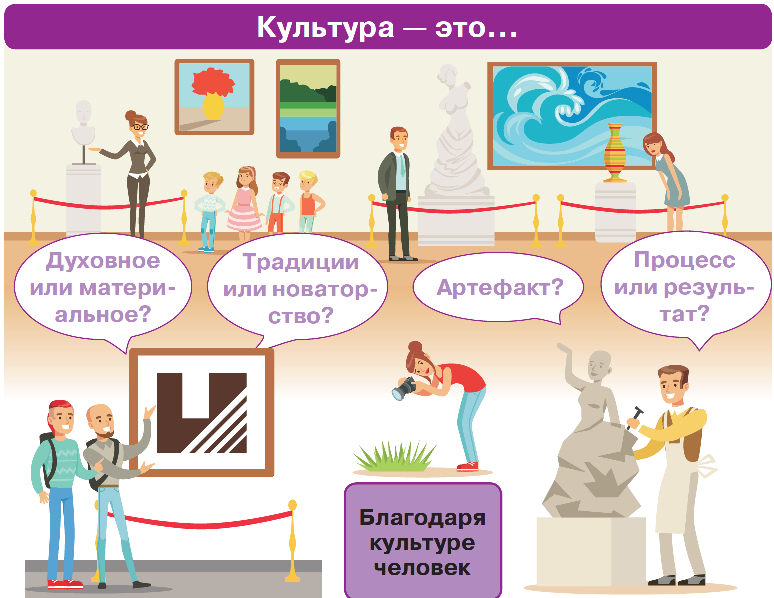 Культура — это...
Духовное
или матери-
альное?
Традиции
или новатор-
ство?
Артефакт?
Процесс
или резуль-
тат?
Благодаря
культуре
человек